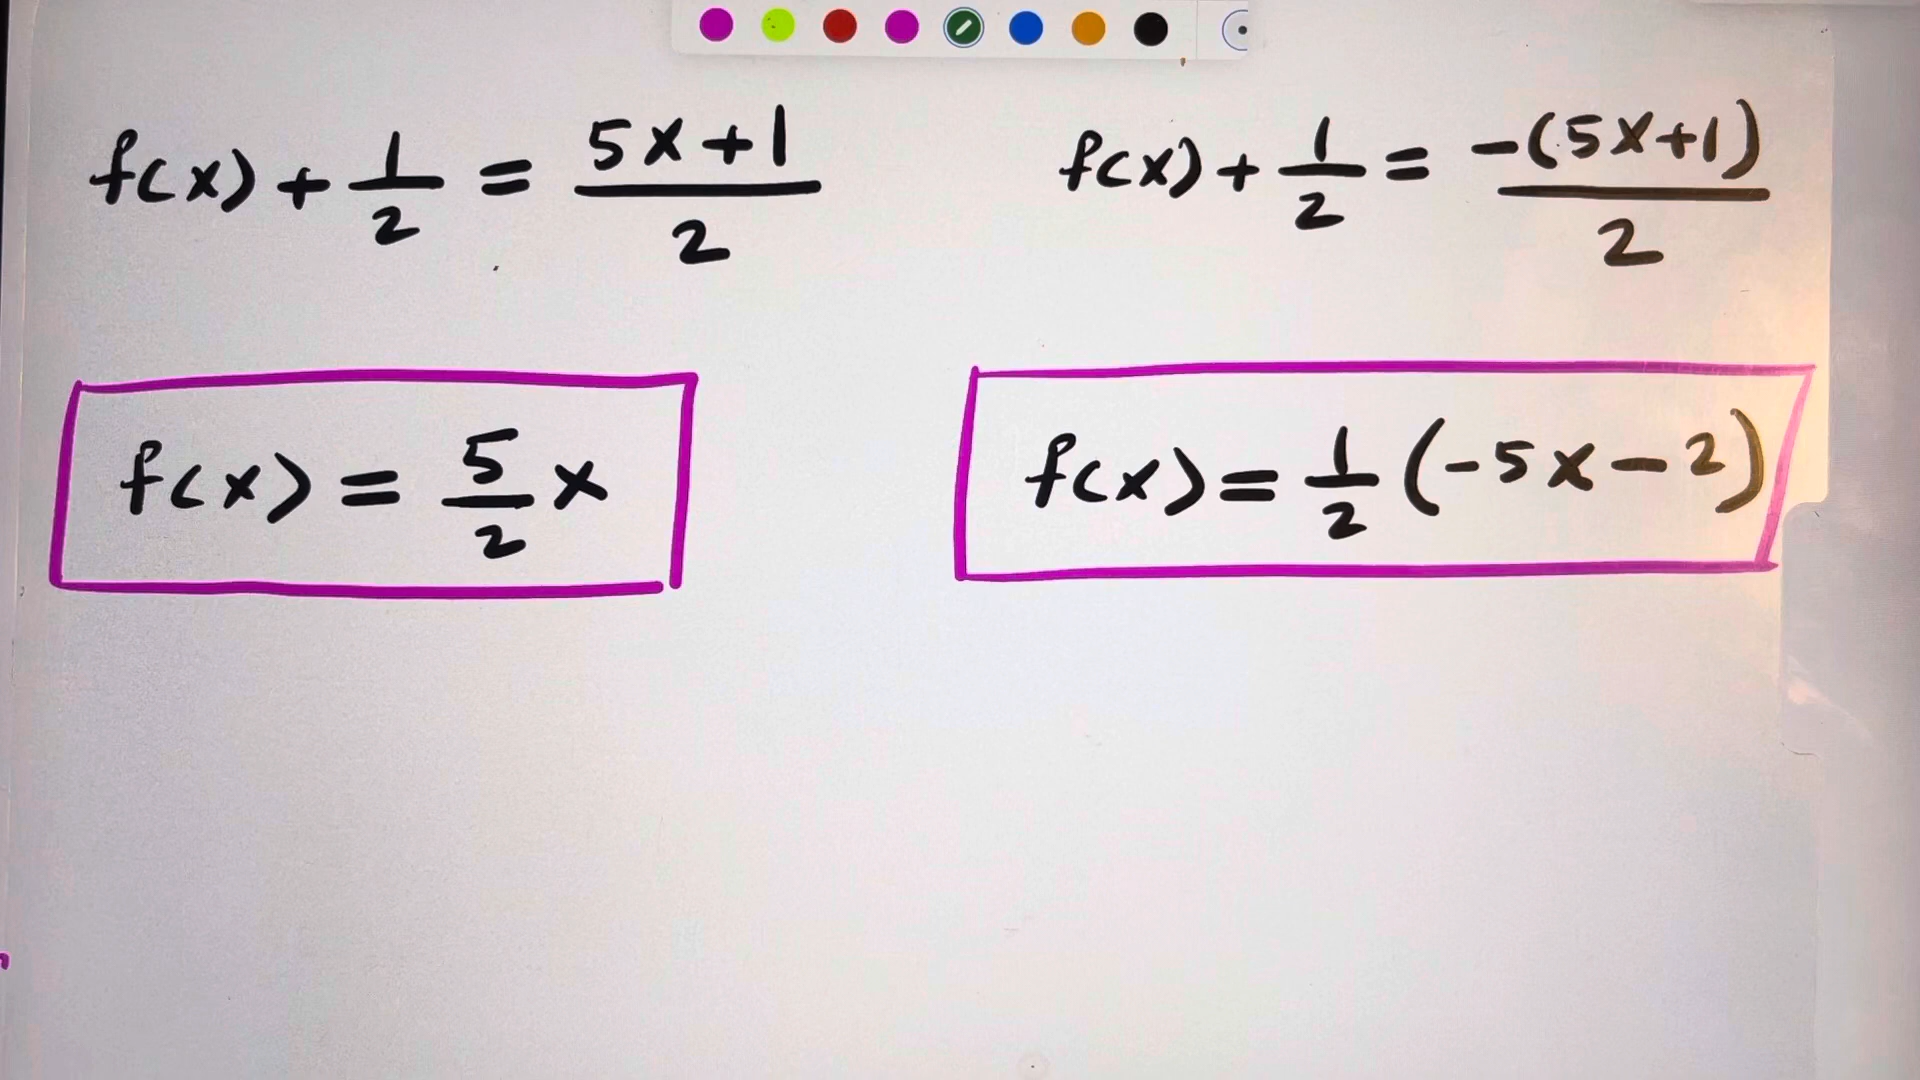 f(x) + 1/2 = (5x+1)/2
f(x) + 1/2 = -(5x+1)/2
f(x) = 5/2 x
f(x) = 1/2 (-5x-2)